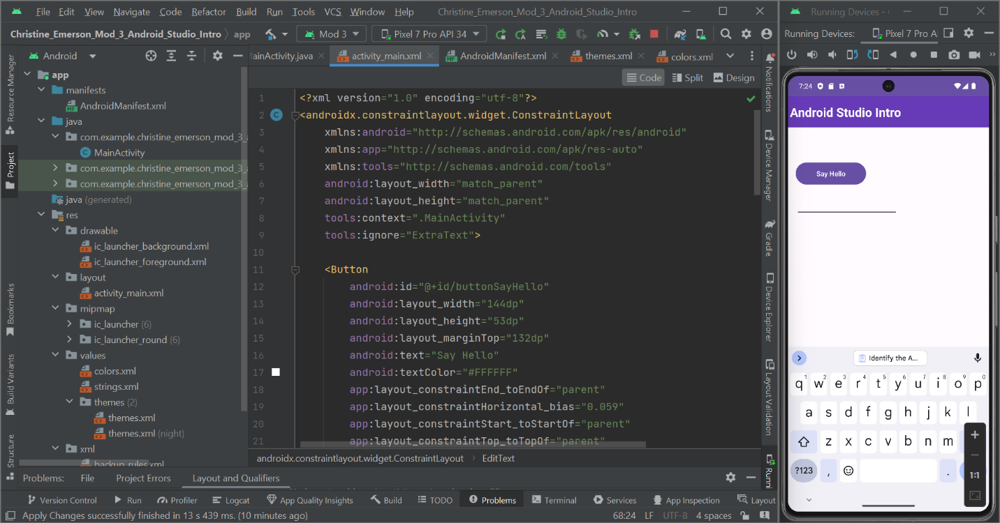 File Edit View Navigate Code Refactor Build Run Tools VCS Window Help Christine_Emerson_Mod_3_Android_Studio_Intro
Running Devices -
Christine_Emerson_Mod_3_Android_Studio_Intro app Mod 3 Pixel 7 Pro API 34
Running Devices: Pixel 7 Pro A
Android
ainActivity.java activity_main.xml AndroidManifest.xml themes.xml colors.xml
Code Split Design
Resource Manager
Project
Bookmarks
Build Variants
Structure
app
manifests
AndroidManifest.xml
java
com.example.christine_emerson_mod_3_
MainActivity
com.example.christine_emerson_mod_3_
com.example.christine_emerson_mod_3_
java (generated)
res
drawable
ic_launcher_background.xml
ic_launcher_foreground.xml
layout
activity_main.xml
mipmap
ic_launcher (6)
ic_launcher_round (6)
values
colors.xml
strings.xml
themes (2)
themes.xml
themes.xml (night)
xml
backup_rules.xml
1 <?xml version="1.0" encoding="utf-8"?>
2 <androidx.constraintlayout.widget.ConstraintLayout
3 xmlns:android="http://schemas.android.com/apk/res/android"
4 xmlns:app="http://schemas.android.com/apk/res-auto"
5 xmlns:tools="http://schemas.android.com/tools"
6 android:layout_width="match_parent"
7 android:layout_height="match_parent"
8 tools:context=".MainActivity"
9 tools:ignore="ExtraText">
10
11 <Button
12 android:id="@+id/buttonSayHello"
13 android:layout_width="144dp"
14 android:layout_height="53dp"
15 android:layout_marginTop="132dp"
16 android:text="Say Hello"
17 android:textColor="#FFFFFF"
18 app:layout_constraintEnd_toEndOf="parent"
19 app:layout_constraintHorizontal_bias="0.059"
20 app:layout_constraintStart_toStartOf="parent"
21 app:layout_constraintTop_toTopOf="parent"
androidx.constraintlayout.widget.ConstraintLayout EditText
Notifications
Device Manager
Gradle
Device Explorer
Layout Validation
Runni
7:24
Android Studio Intro
Say Hello
Identify the A...
q1 w2 e3 r4 t5 y6 u7 i8 o9 p0
a s d f g h j k l
z x c v b n m
?123 , .
1:1
Problems: File Project Errors Layout and Qualifiers
Version Control Run Profiler Logcat App Quality Insights Build TODO Problems Terminal Services App Inspection Layout
Apply Changes successfully finished in 13 s 439 ms. (10 minutes ago) 68:24 LF UTF-8 4 spaces